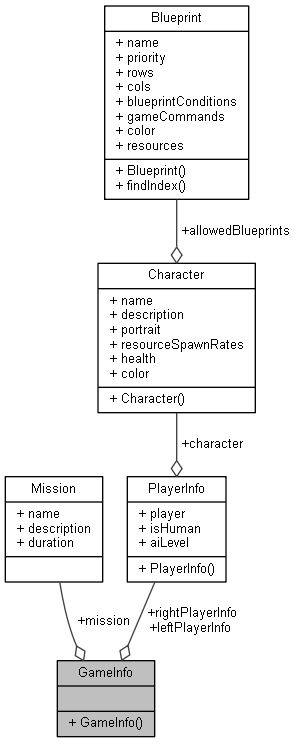 Blueprint
+ name
+ priority
+ rows
+ cols
+ blueprintConditions
+ gameCommands
+ color
+ resources
+ Blueprint()
+ findIndex()
+allowedBlueprints
Character
+ name
+ description
+ portrait
+ resourceSpawnRates
+ health
+ color
+ Character()
+character
Mission
+ name
+ description
+ duration
PlayerInfo
+ player
+ isHuman
+ aiLevel
+ PlayerInfo()
+mission
+rightPlayerInfo
+leftPlayerInfo
GameInfo
+ GameInfo()